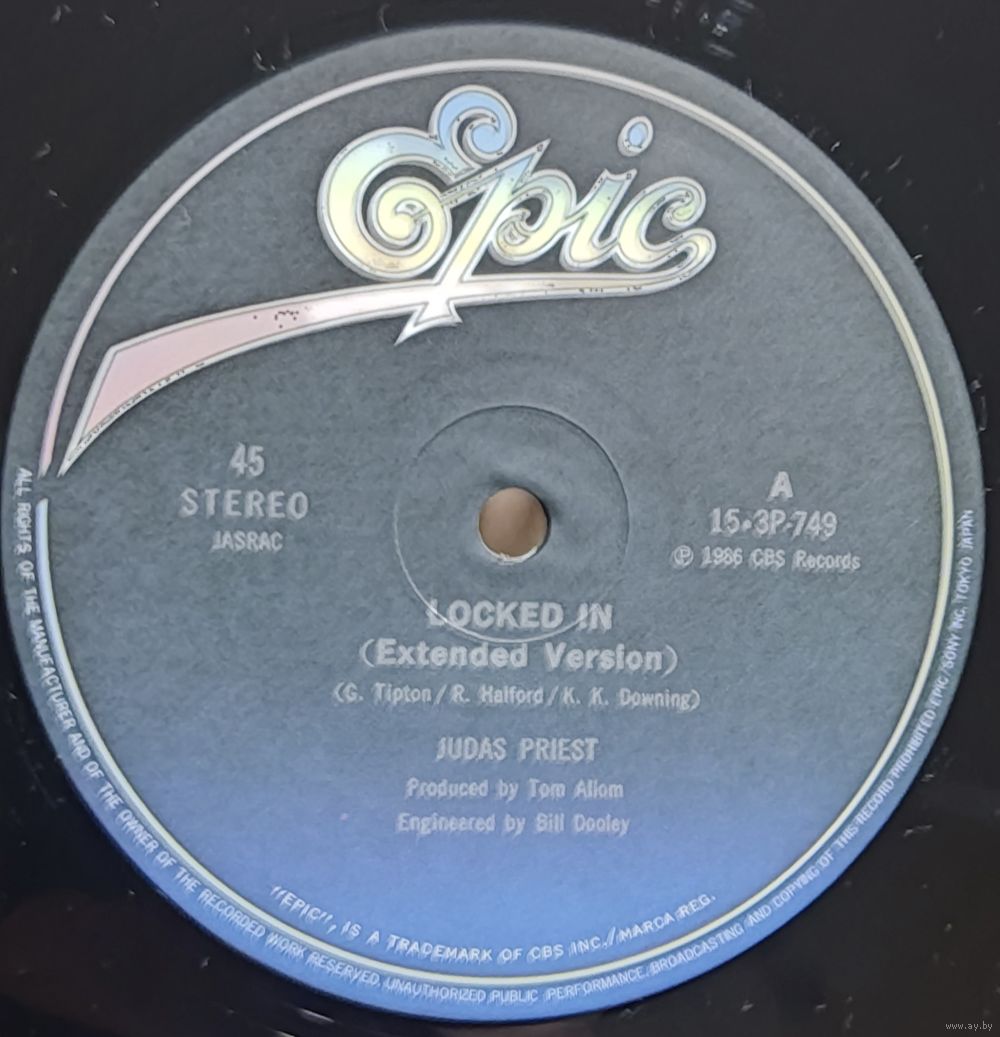 Epic
45
STEREO
JASRAC
A
15・3P-749
Ⓟ 1986 CBS Records
LOCKED IN
(Extended Version)
(G. Tipton/R. Halford/K. K. Downing)
JUDAS PRIEST
Produced by Tom Allom
Engineered by Bill Dooley
"EPIC", IS A TRADEMARK OF CBS INC./MARCA REG.
ALL RIGHTS OF THE MANUFACTURER AND OF THE OWNER OF THE RECORDED WORK RESERVED. UNAUTHORIZED PUBLIC PERFORMANCE, BROADCASTING AND COPYING OF THIS RECORD PROHIBITED EPIC/SONY INC. TOKYO JAPAN
www.ay.by